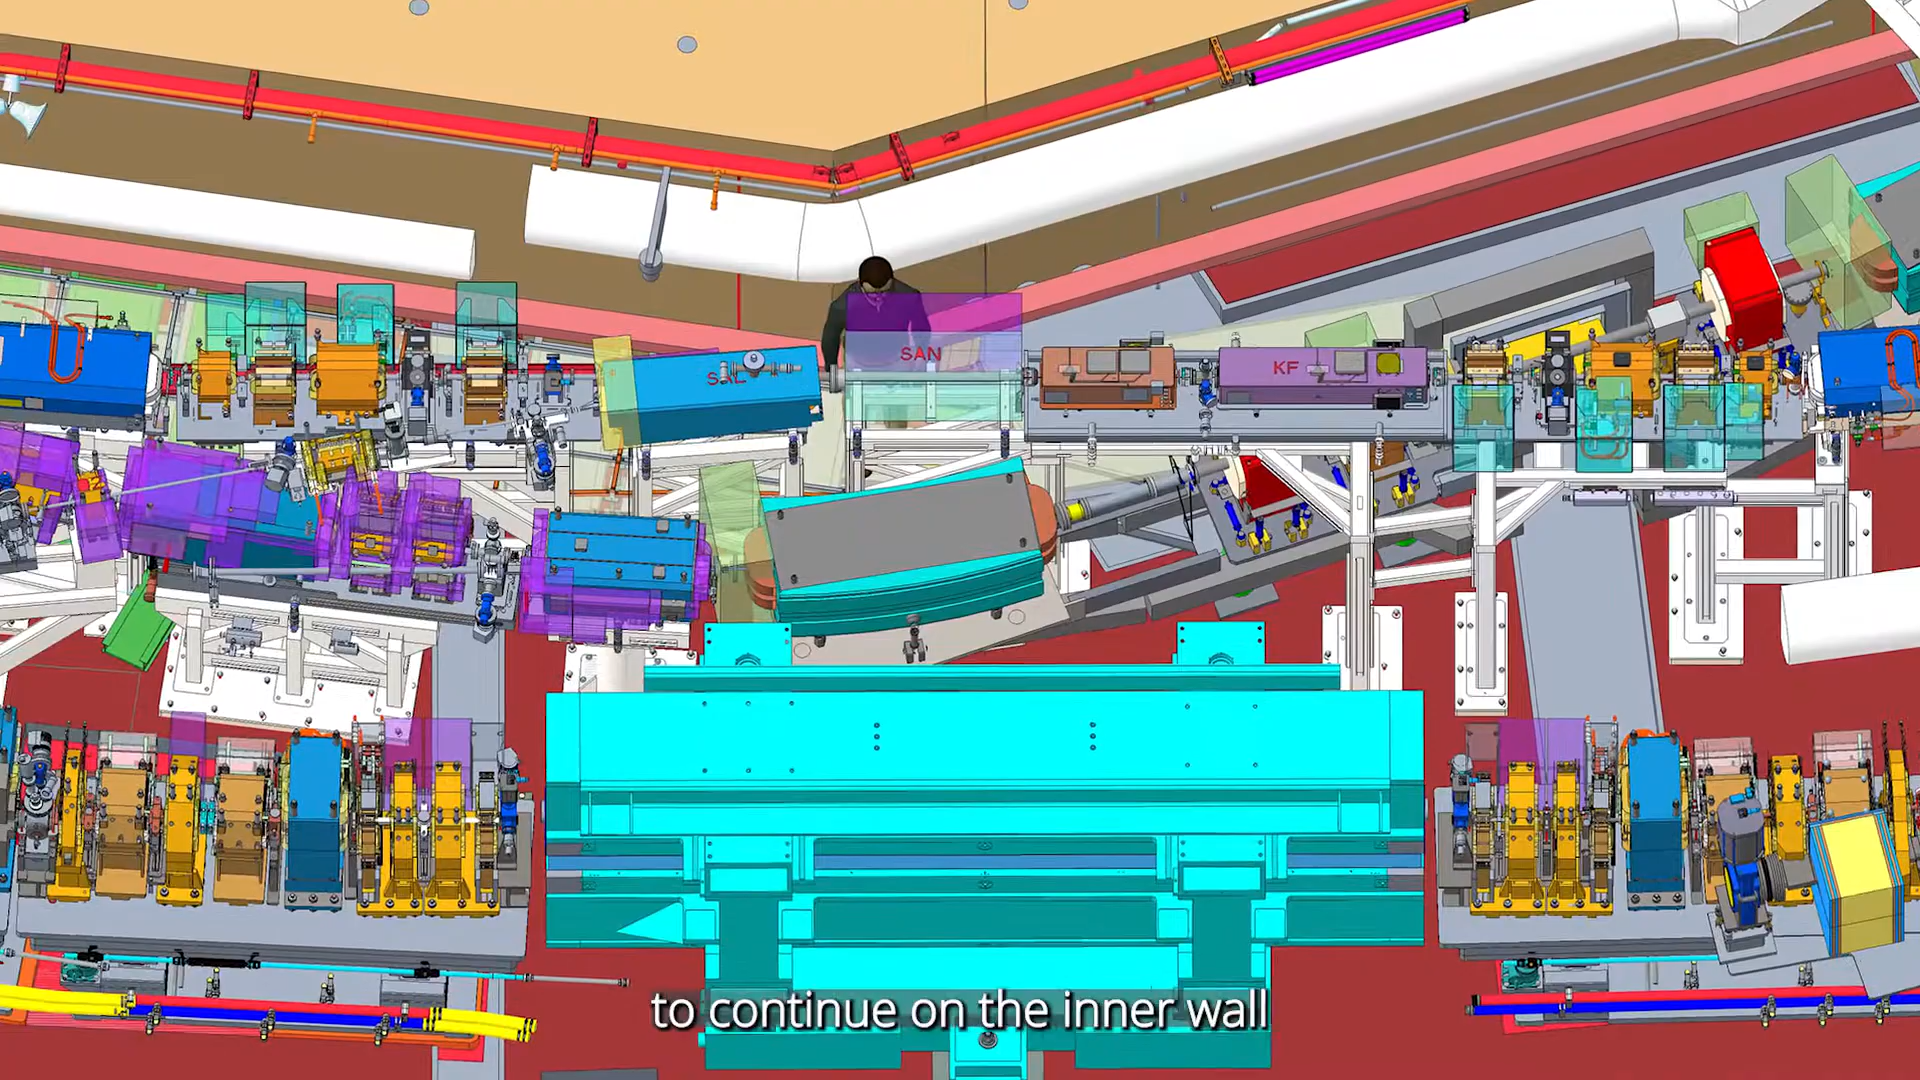 SAN
KF
to continue on the inner wall